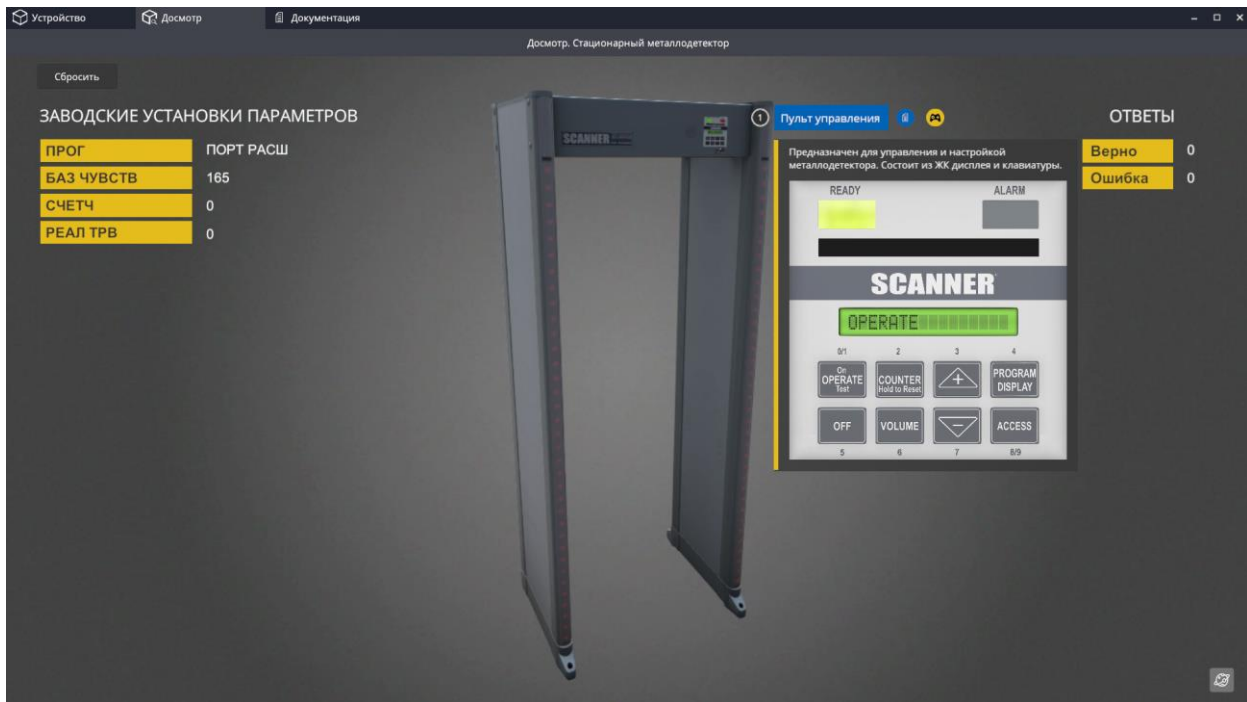 Устройство
Досмотр
Документация
Досмотр. Стационарный металлодетектор
Сбросить
ЗАВОДСКИЕ УСТАНОВКИ ПАРАМЕТРОВ
ПРОГ ПОРТ РАСШ
БАЗ ЧУВСТВ 165
СЧЕТЧ 0
РЕАЛ ТРВ 0
SCANNER
1 Пульт управления
Предназначен для управления и настройкой
металлодетектора. Состоит из ЖК дисплея и клавиатуры.
READY ALARM
SCANNER
OPERATE
0/1 2 3 4
On
OPERATE
Test
COUNTER
Hold to Reset
+
PROGRAM
DISPLAY
OFF VOLUME − ACCESS
5 6 7 8/9
ОТВЕТЫ
Верно 0
Ошибка 0